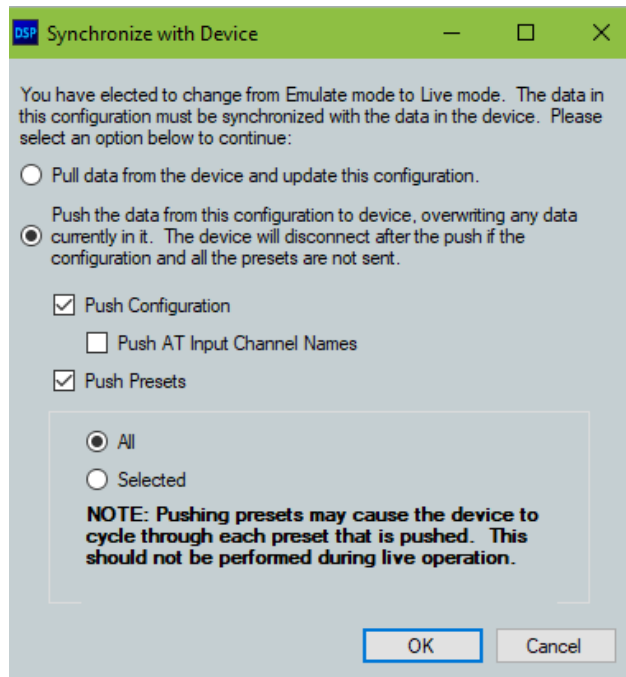 DSP Synchronize with Device
You have elected to change from Emulate mode to Live mode. The data in
this configuration must be synchronized with the data in the device. Please
select an option below to continue:
Pull data from the device and update this configuration.
Push the data from this configuration to device, overwriting any data
currently in it. The device will disconnect after the push if the
configuration and all the presets are not sent.
Push Configuration
Push AT Input Channel Names
Push Presets
All
Selected
NOTE: Pushing presets may cause the device to
cycle through each preset that is pushed. This
should not be performed during live operation.
OK Cancel